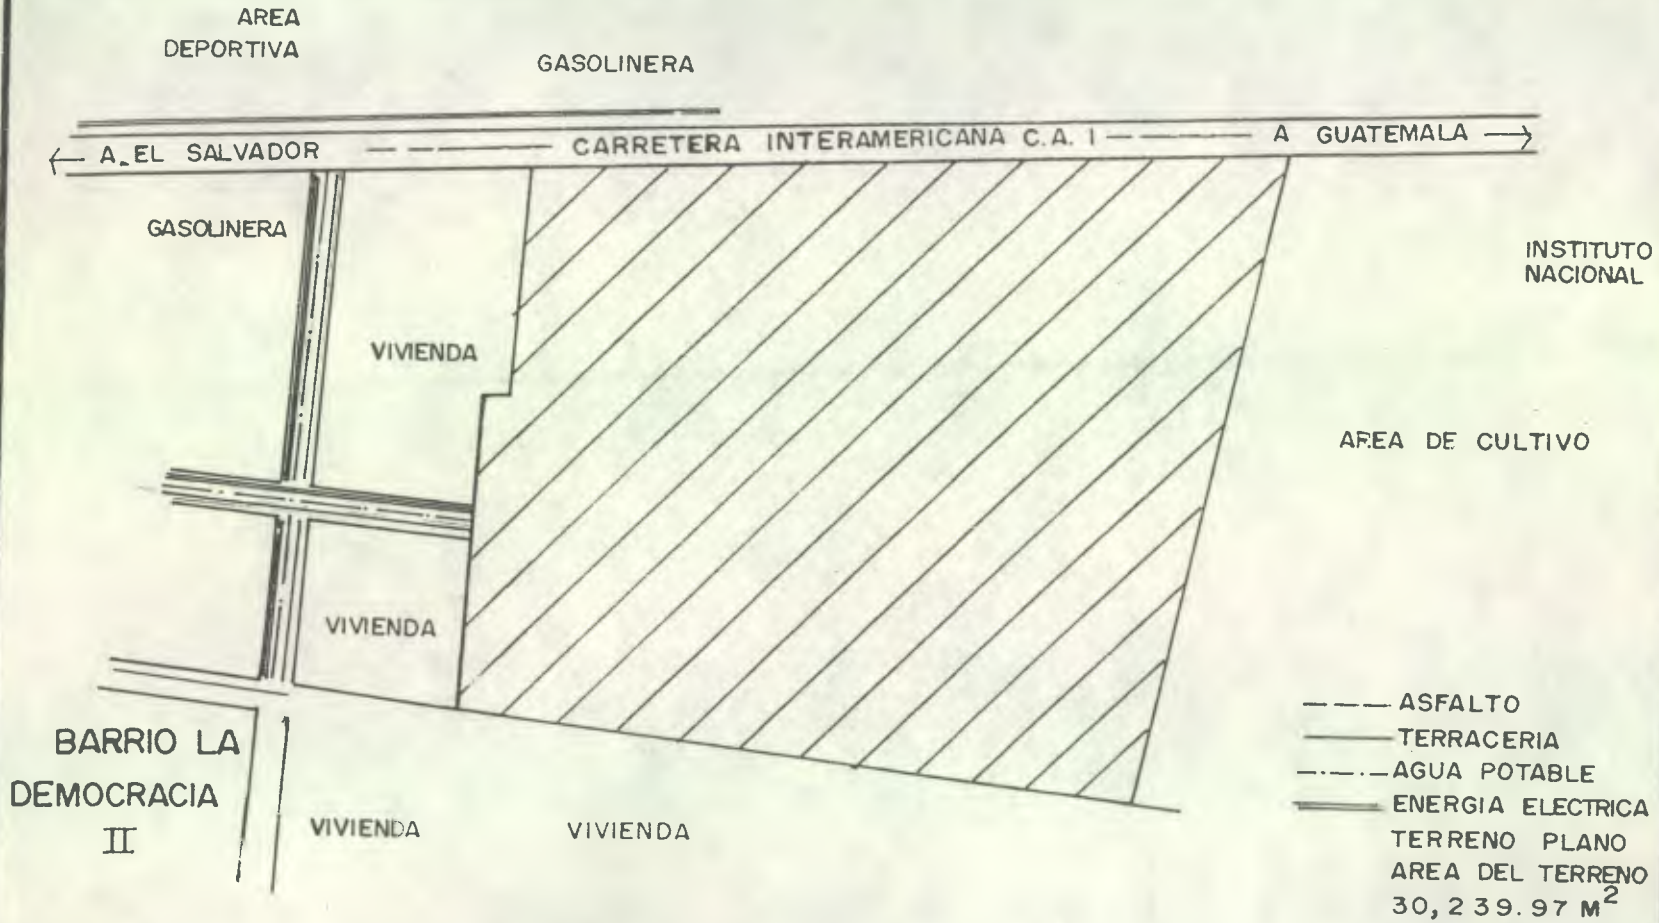 AREA
DEPORTIVA
GASOLINERA
← A. EL SALVADOR
CARRETERA INTERAMERICANA C.A. 1
A GUATEMALA →
GASOLINERA
INSTITUTO
NACIONAL
VIVIENDA
AREA DE CULTIVO
VIVIENDA
BARRIO LA
DEMOCRACIA
II
VIVIENDA
VIVIENDA
ASFALTO
TERRACERIA
AGUA POTABLE
ENERGIA ELECTRICA
TERRENO PLANO
AREA DEL TERRENO
30,239.97 M²